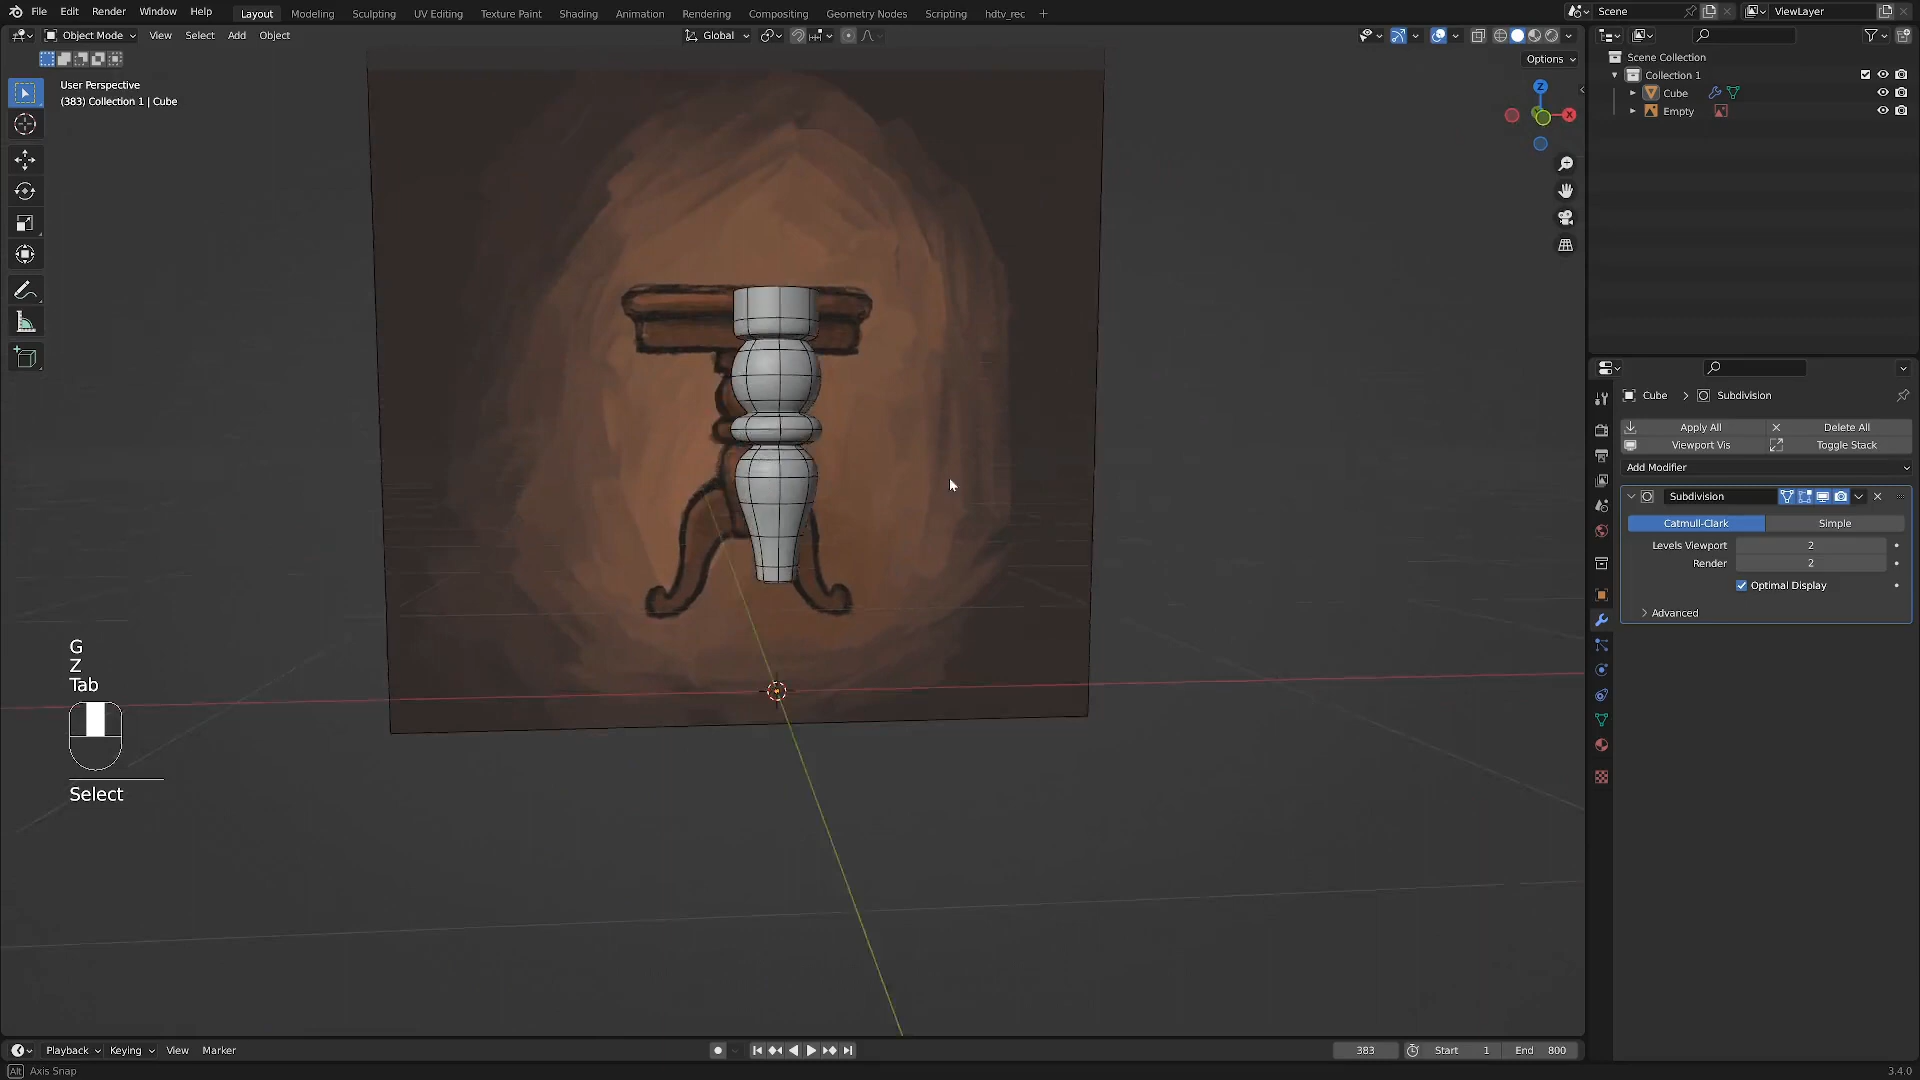 File Edit Render Window Help Layout Modeling Sculpting UV Editing Texture Paint Shading Animation Rendering Compositing Geometry Nodes Scripting hdtv_rec + Scene ViewLayer
Object Mode View Select Add Object Global
Options
User Perspective
(383) Collection 1 | Cube
Z
X
Scene Collection
Collection 1
Cube
Empty
Cube > Subdivision
Apply All Delete All
Viewport Vis Toggle Stack
Add Modifier
Subdivision
Catmull-Clark Simple
Levels Viewport 2
Render 2
Optimal Display
Advanced
G
Z
Tab
Select
Playback Keying View Marker 383 Start 1 End 800
Alt Axis Snap 3.4.0